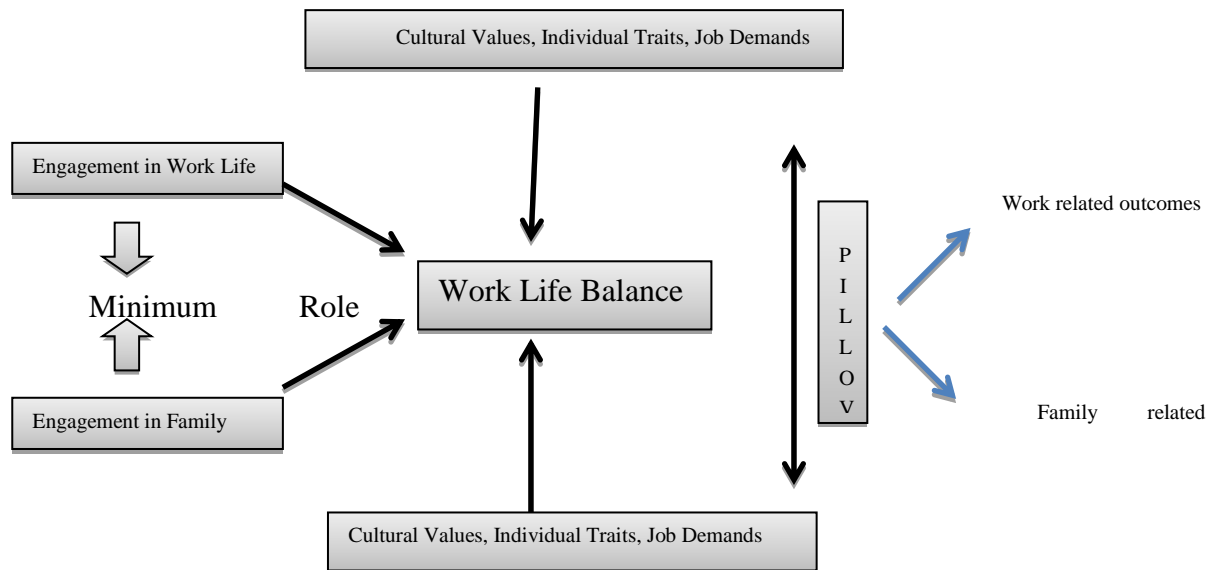 Cultural Values, Individual Traits, Job Demands
Engagement in Work Life
Work related outcomes
Minimum Role
Work Life Balance
P
I
L
L
O
V
Engagement in Family
Family related
Cultural Values, Individual Traits, Job Demands